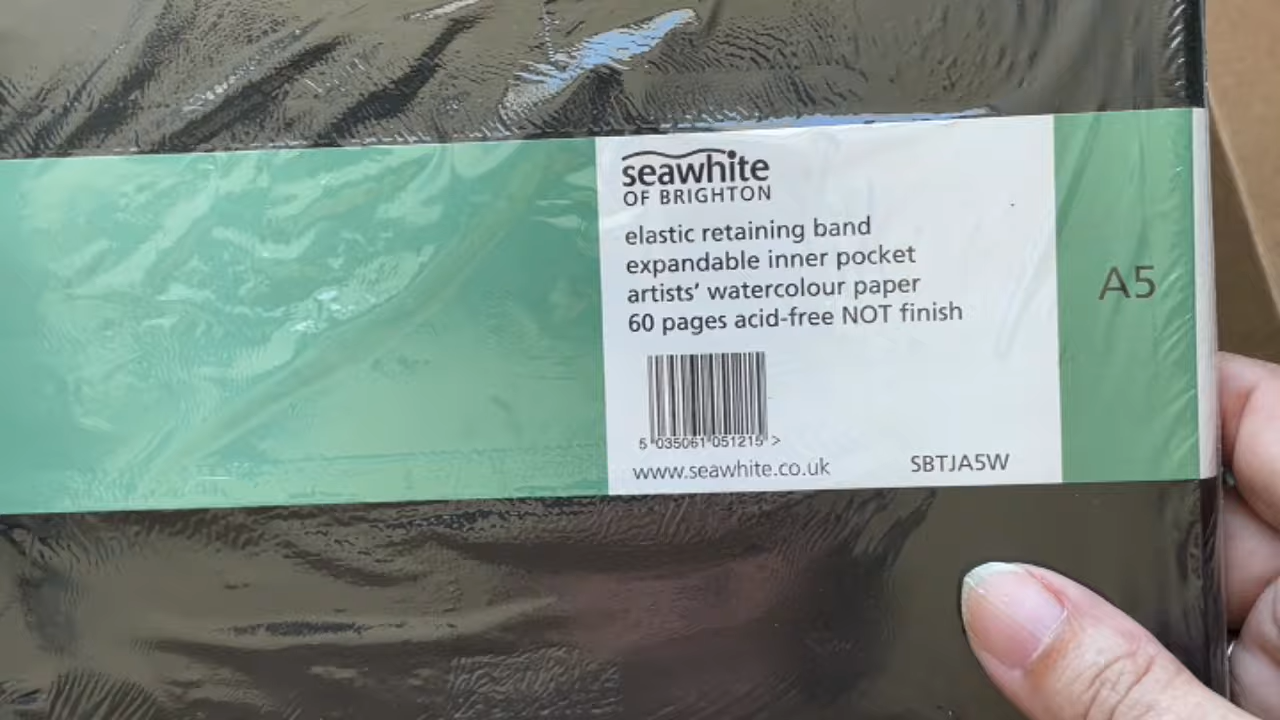 seawhite
OF BRIGHTON
elastic retaining band
expandable inner pocket
artists’ watercolour paper
60 pages acid-free NOT finish
A5
5 035061 051215 >
www.seawhite.co.uk
SBTJA5W